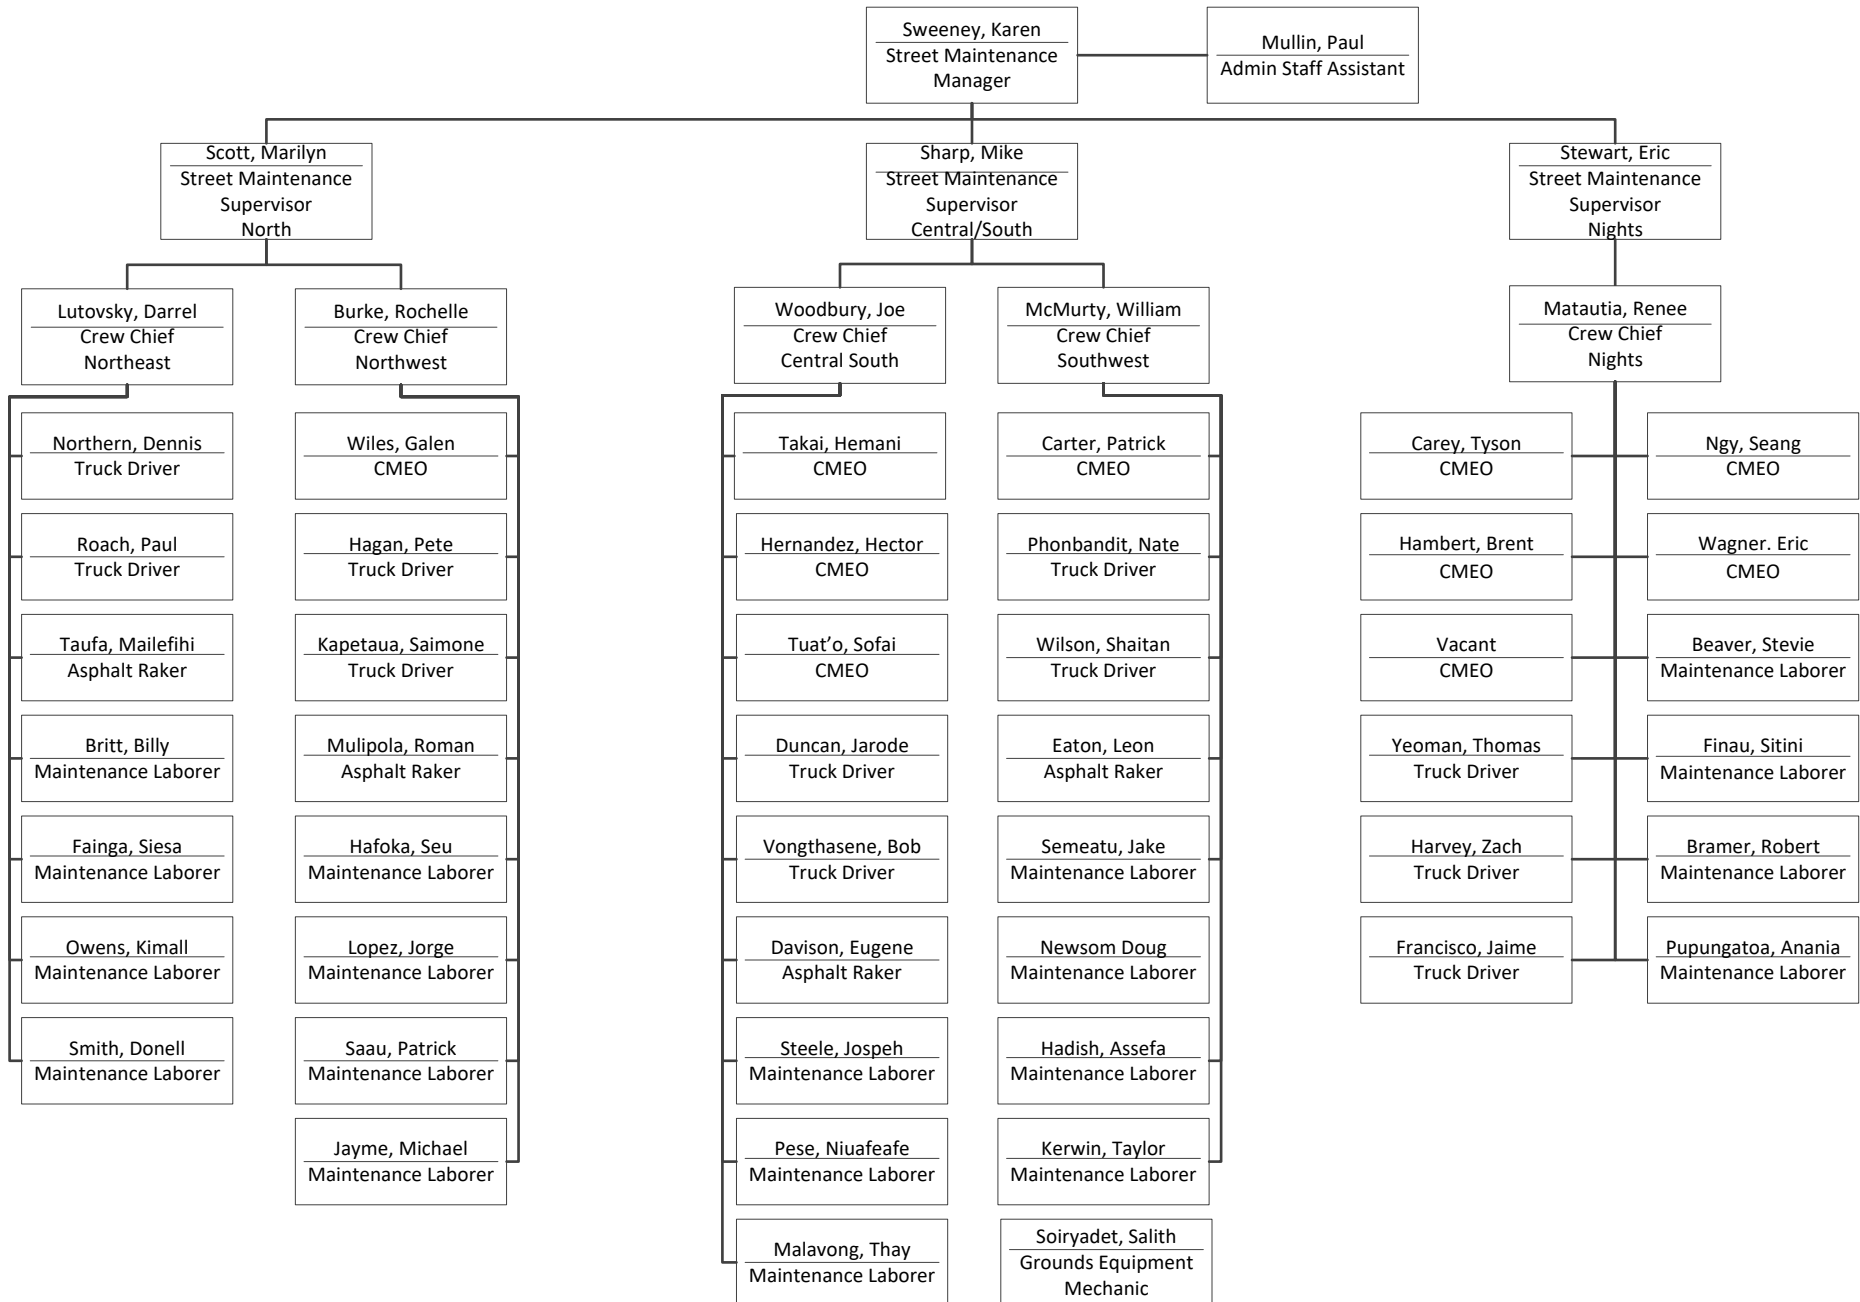 Sweeney, Karen
Street Maintenance
Manager
Mullin, Paul
Admin Staff Assistant
Scott, Marilyn
Street Maintenance
Supervisor
North
Sharp, Mike
Street Maintenance
Supervisor
Central/South
Stewart, Eric
Street Maintenance
Supervisor
Nights
Lutovsky, Darrel
Crew Chief
Northeast
Burke, Rochelle
Crew Chief
Northwest
Woodbury, Joe
Crew Chief
Central South
McMurty, William
Crew Chief
Southwest
Matautia, Renee
Crew Chief
Nights
Northern, Dennis
Truck Driver
Roach, Paul
Truck Driver
Taufa, Mailefihi
Asphalt Raker
Britt, Billy
Maintenance Laborer
Fainga, Siesa
Maintenance Laborer
Owens, Kimall
Maintenance Laborer
Smith, Donell
Maintenance Laborer
Wiles, Galen
CMEO
Hagan, Pete
Truck Driver
Kapetaua, Saimone
Truck Driver
Mulipola, Roman
Asphalt Raker
Hafoka, Seu
Maintenance Laborer
Lopez, Jorge
Maintenance Laborer
Saau, Patrick
Maintenance Laborer
Jayme, Michael
Maintenance Laborer
Takai, Hemani
CMEO
Hernandez, Hector
CMEO
Tuat’o, Sofai
CMEO
Duncan, Jarode
Truck Driver
Vongthasene, Bob
Truck Driver
Davison, Eugene
Asphalt Raker
Steele, Jospeh
Maintenance Laborer
Pese, Niuafeafe
Maintenance Laborer
Malavong, Thay
Maintenance Laborer
Carter, Patrick
CMEO
Phonbandit, Nate
Truck Driver
Wilson, Shaitan
Truck Driver
Eaton, Leon
Asphalt Raker
Semeatu, Jake
Maintenance Laborer
Newsom Doug
Maintenance Laborer
Hadish, Assefa
Maintenance Laborer
Kerwin, Taylor
Maintenance Laborer
Soiryadet, Salith
Grounds Equipment
Mechanic
Carey, Tyson
CMEO
Hambert, Brent
CMEO
Vacant
CMEO
Yeoman, Thomas
Truck Driver
Harvey, Zach
Truck Driver
Francisco, Jaime
Truck Driver
Ngy, Seang
CMEO
Wagner. Eric
CMEO
Beaver, Stevie
Maintenance Laborer
Finau, Sitini
Maintenance Laborer
Bramer, Robert
Maintenance Laborer
Pupungatoa, Anania
Maintenance Laborer